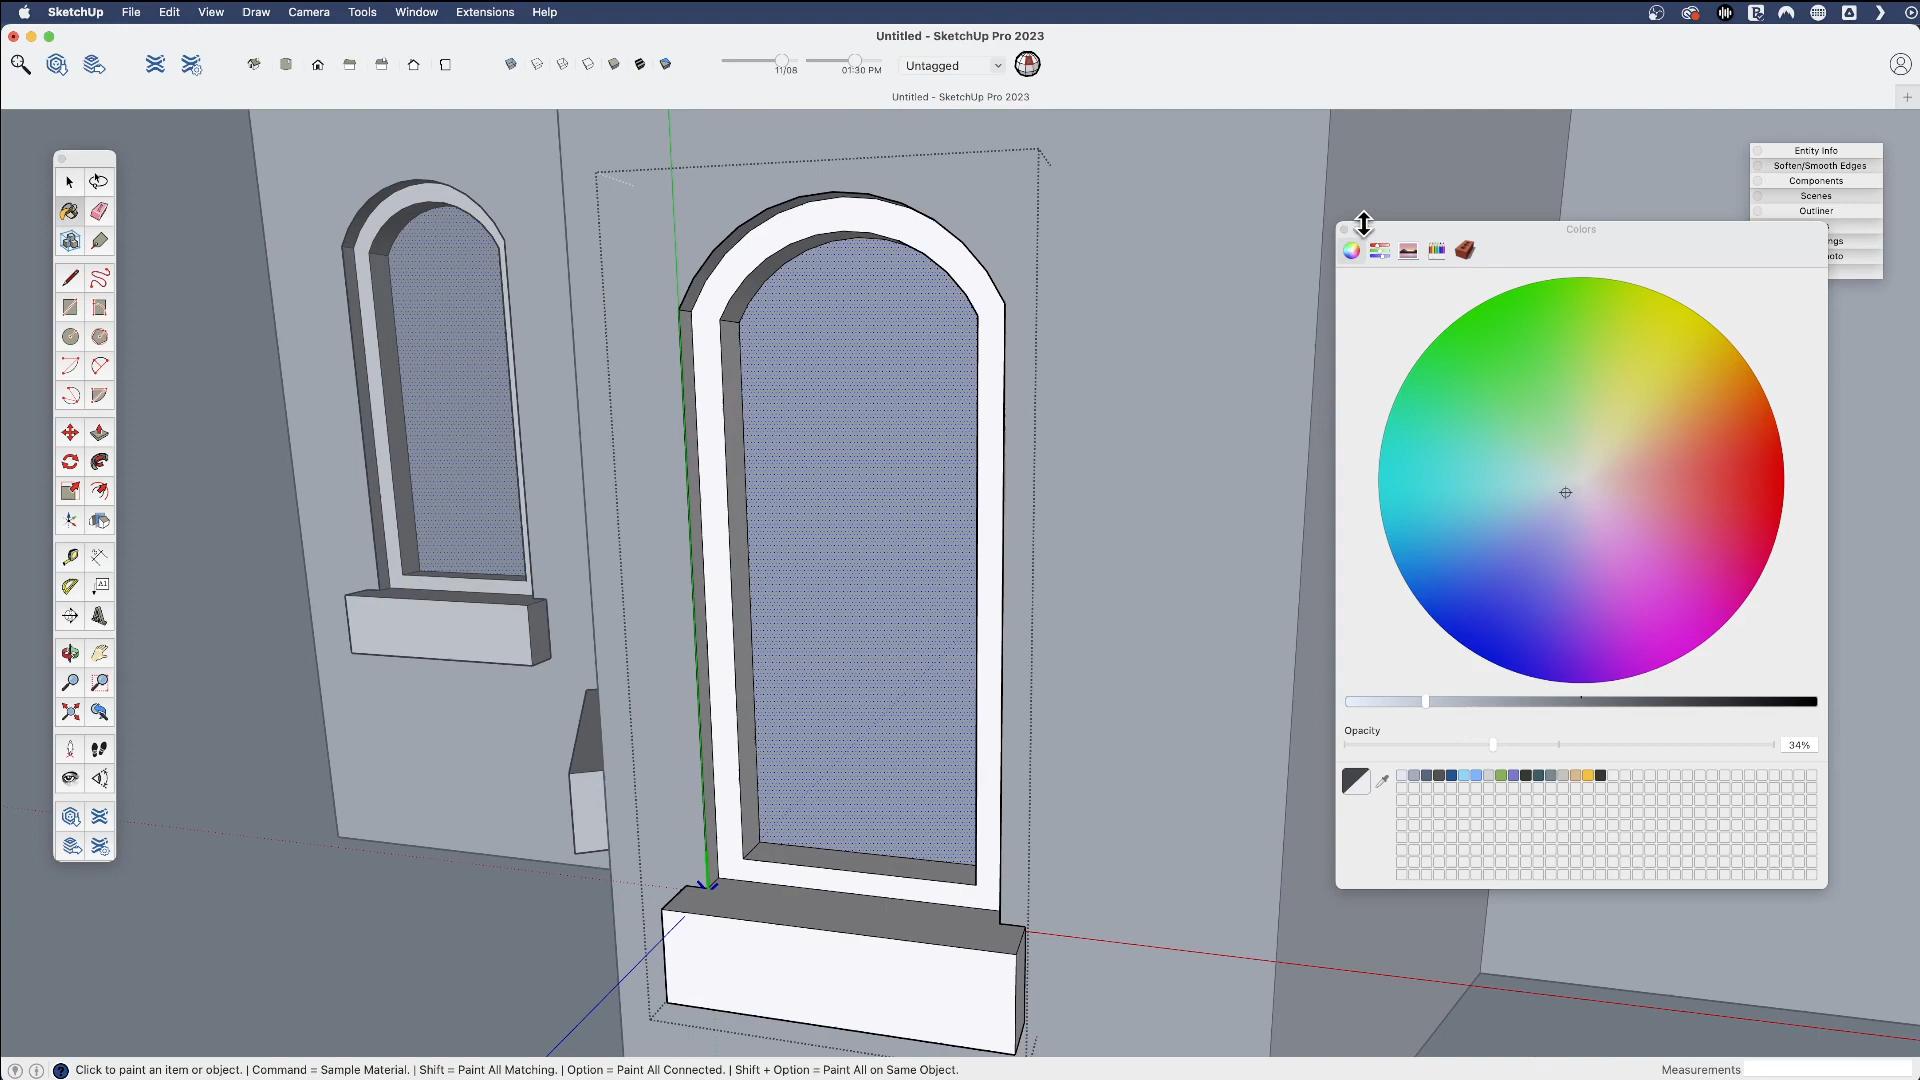 SketchUp File Edit View Draw Camera Tools Window Extensions Help
Untitled - SketchUp Pro 2023
11/08
01:30 PM
Untagged
Untitled - SketchUp Pro 2023
Entity Info
Soften/Smooth Edges
Components
Scenes
Outliner
Colors
A1
Opacity
34%
Click to paint an item or object. | Command = Sample Material. | Shift = Paint All Matching. | Option = Paint All Connected. | Shift + Option = Paint All on Same Object.
Measurements